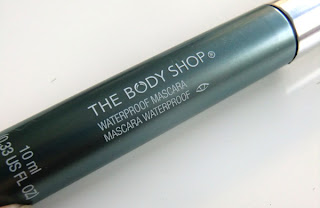 THE BODY SHOP®
WATERPROOF MASCARA
MASCARA WATERPROOF
10 ml
0.33 US FL OZ